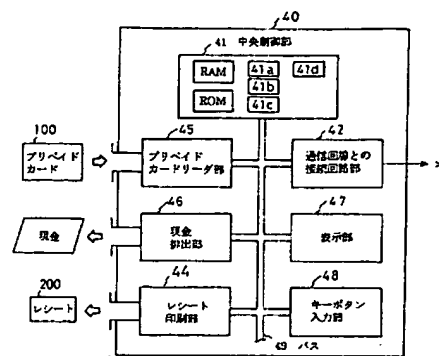 40
41 中央制御部
RAM
41a
41d
41b
ROM
41c
100
プリペイド
カード
45
プリペイド
カードリーダ部
42
通信回線との
接続回路部
現金
46
現金
排出部
47
表示部
200
レシート
44
レシート
印刷部
48
キーボタン
入力部
49 バス